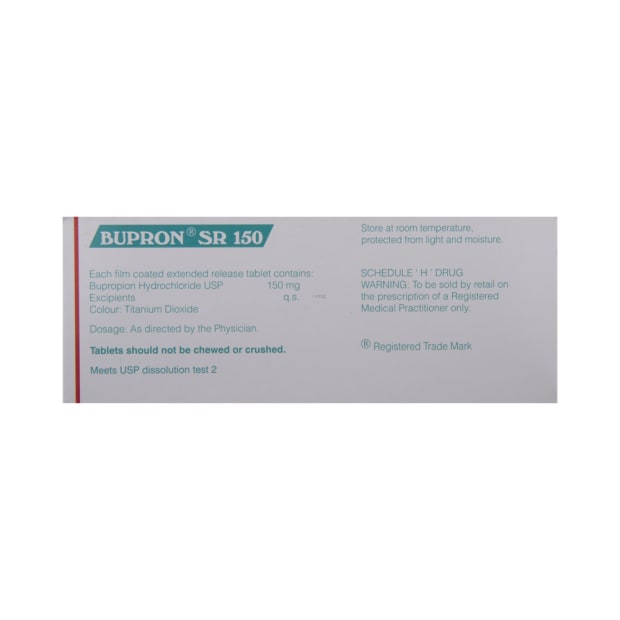 BUPRON® SR 150
Each film coated extended release tablet contains:
Bupropion Hydrochloride USP 150 mg
Excipients q.s.
Colour: Titanium Dioxide
Dosage: As directed by the Physician.
Tablets should not be chewed or crushed.
Meets USP dissolution test 2
Store at room temperature,
protected from light and moisture.
SCHEDULE ' H ' DRUG
WARNING: To be sold by retail on
the prescription of a Registered
Medical Practitioner only.
® Registered Trade Mark